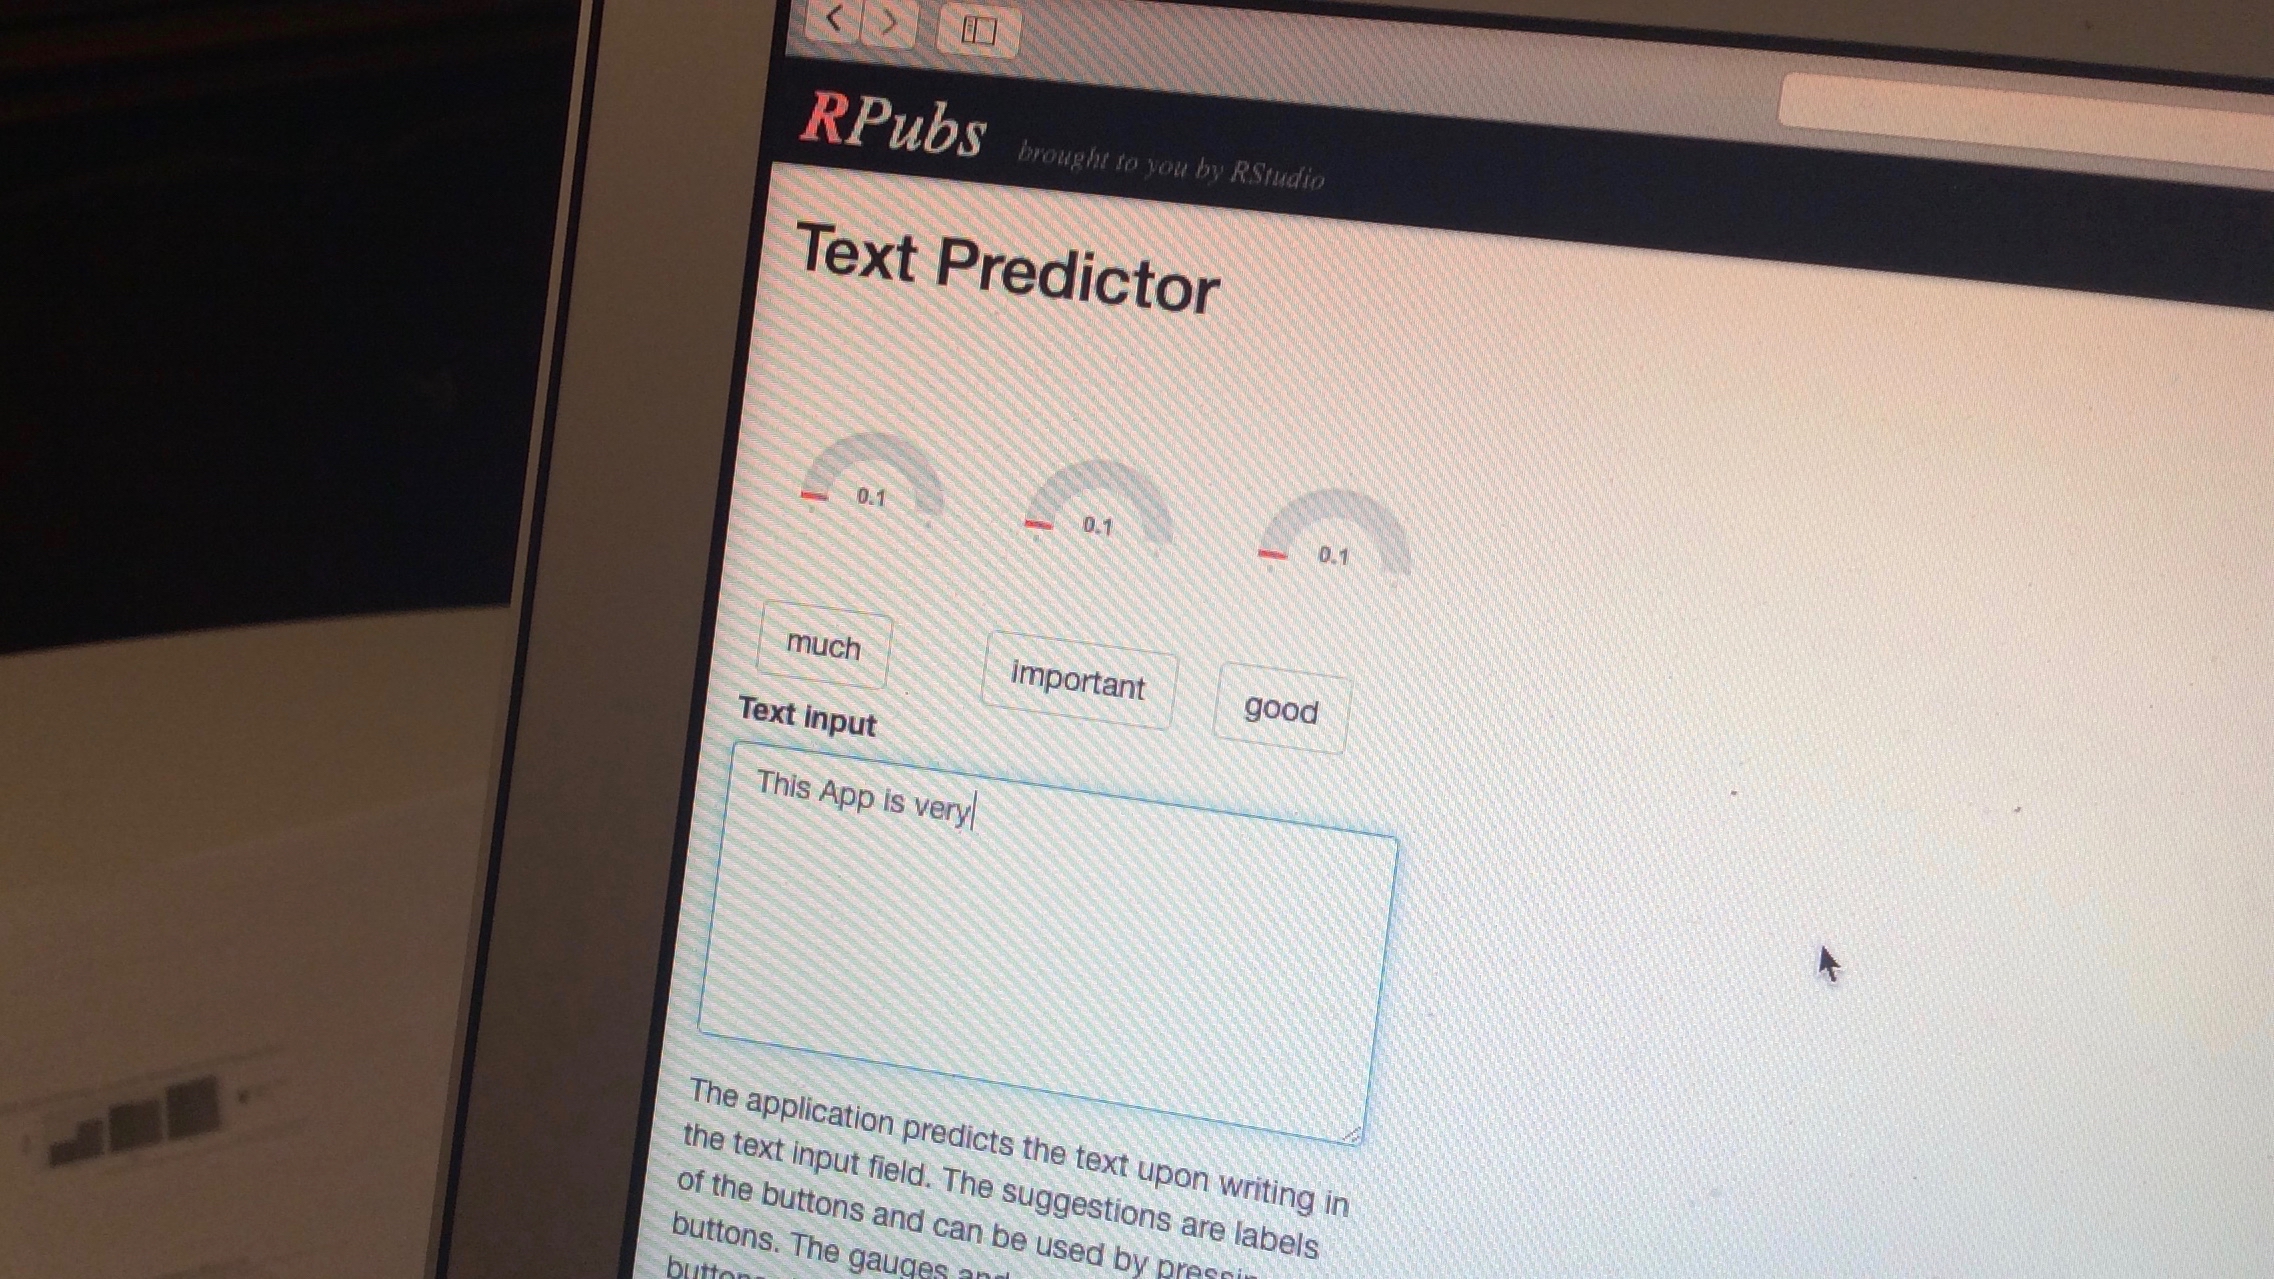 RPubs brought to you by RStudio
Text Predictor
0.1 0.1 0.1
much important good
Text input
This App is very
The application predicts the text upon writing in
the text input field. The suggestions are labels
of the buttons and can be used by
buttons. The gauges